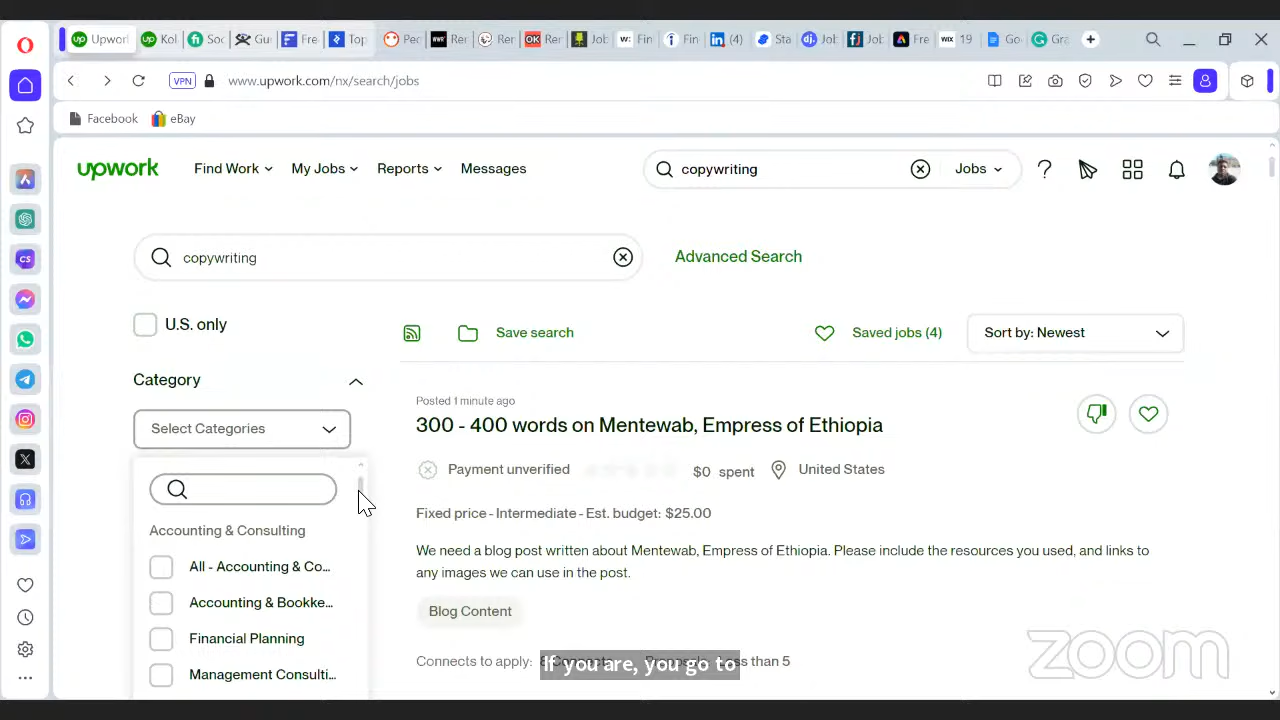 Upworl
Kol
Soc
Gu
Fre
Top
Pec
Rer
Rer
Rer
Job
Fin
Fin
(4)
Sta
Jol
Job
Fre
WIX 19
Goo
Gra
VPN www.upwork.com/nx/search/jobs
Facebook eBay
upwork Find Work My Jobs Reports Messages copywriting Jobs
copywriting Advanced Search
U.S. only Save search Saved jobs (4) Sort by: Newest
Category
Posted 1 minute ago
300 - 400 words on Mentewab, Empress of Ethiopia
Select Categories
Payment unverified $0 spent United States
Accounting & Consulting
Fixed price - Intermediate - Est. budget: $25.00
All - Accounting & Co...
We need a blog post written about Mentewab, Empress of Ethiopia. Please include the resources you used, and links to
any images we can use in the post.
Accounting & Bookke...
Blog Content
Financial Planning
Management Consulti...
Connects to apply: less than 5
If you are, you go to
zoom